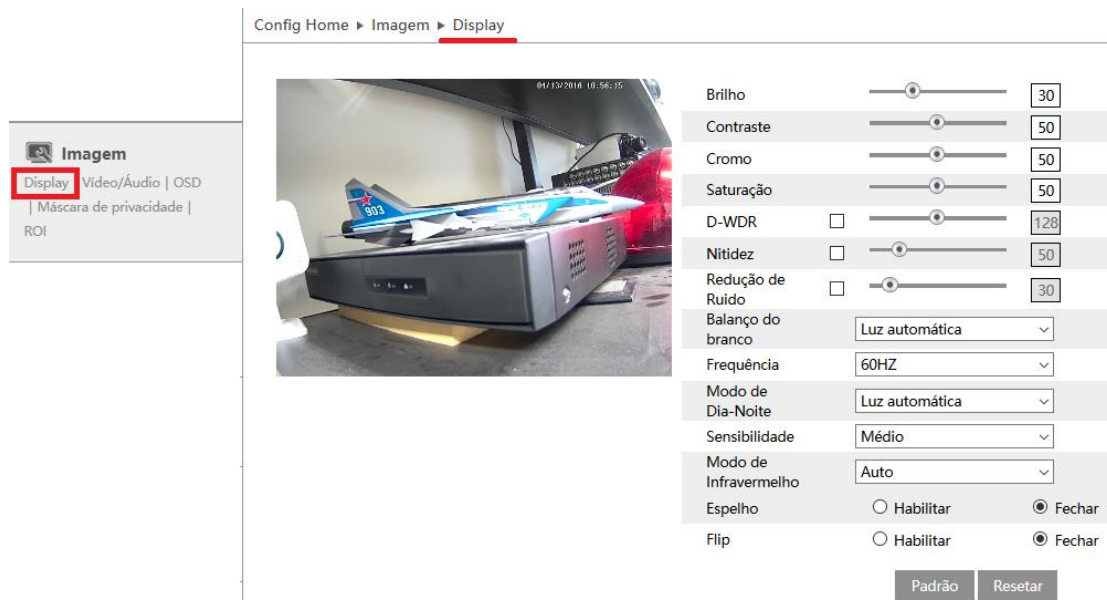 Config Home ▸ Imagem ▸ Display
Imagem
Display | Vídeo/Áudio | OSD
| Máscara de privacidade |
ROI
04/13/2016 10:56:15
903
Brilho 30
Contraste 50
Cromo 50
Saturação 50
D-WDR 128
Nitidez 50
Redução de
Ruido 30
Balanço do
branco Luz automática
Frequência 60HZ
Modo de
Dia-Noite Luz automática
Sensibilidade Médio
Modo de
Infravermelho Auto
Espelho Habilitar Fechar
Flip Habilitar Fechar
Padrão Resetar